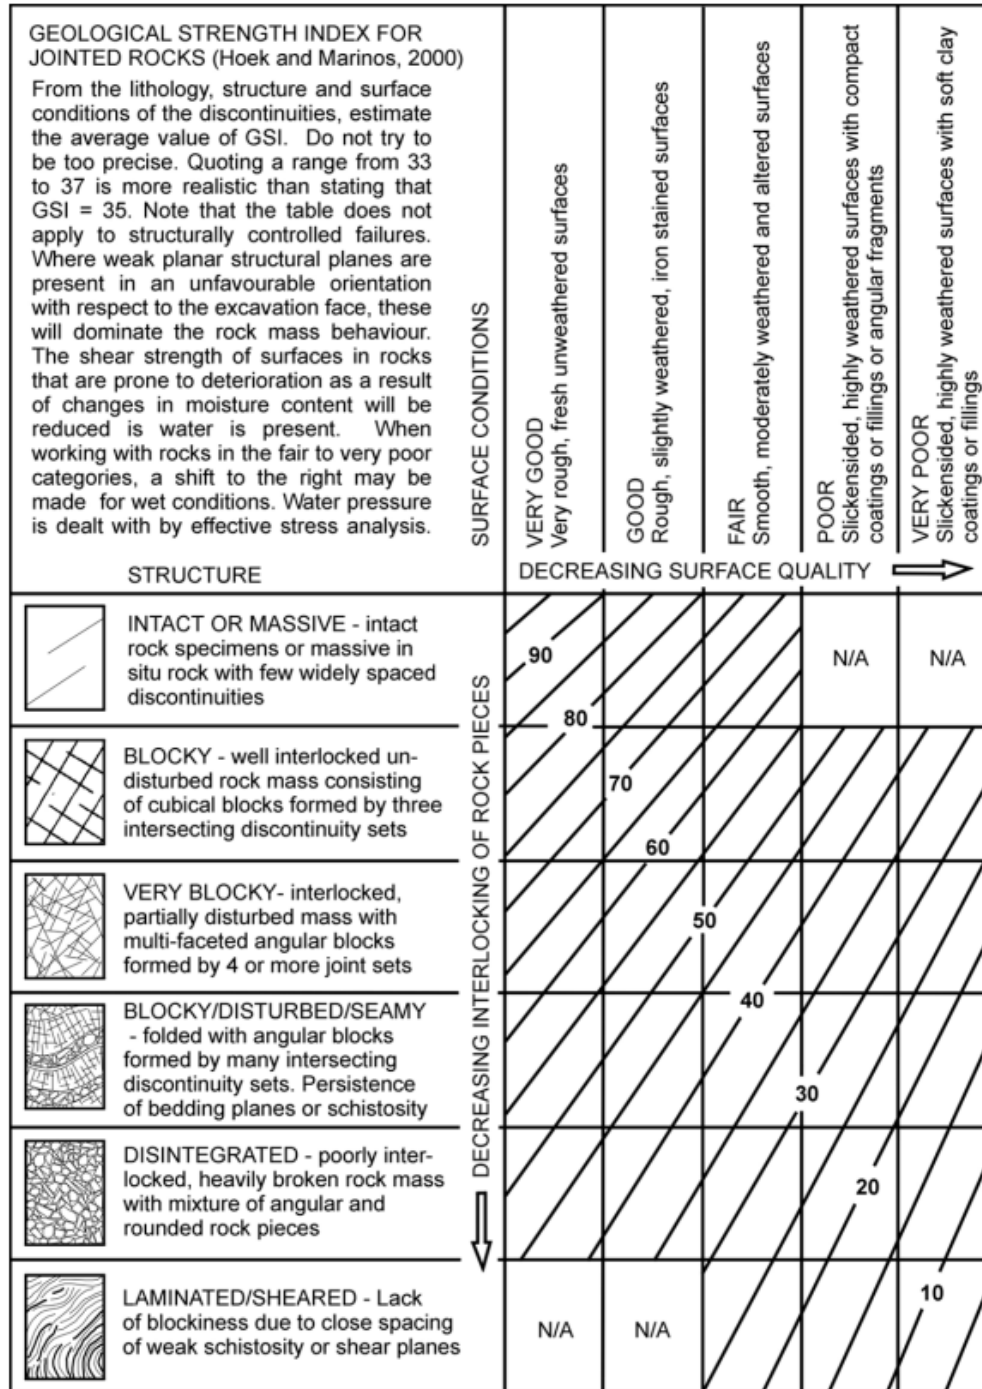 GEOLOGICAL STRENGTH INDEX FOR
JOINTED ROCKS (Hoek and Marinos, 2000)
From the lithology, structure and surface
conditions of the discontinuities, estimate
the average value of GSI. Do not try to
be too precise. Quoting a range from 33
to 37 is more realistic than stating that
GSI = 35. Note that the table does not
apply to structurally controlled failures.
Where weak planar structural planes are
present in an unfavourable orientation
with respect to the excavation face, these
will dominate the rock mass behaviour.
The shear strength of surfaces in rocks
that are prone to deterioration as a result
of changes in moisture content will be
reduced is water is present. When
working with rocks in the fair to very poor
categories, a shift to the right may be
made for wet conditions. Water pressure
is dealt with by effective stress analysis.
STRUCTURE
SURFACE CONDITIONS
VERY GOOD
Very rough, fresh unweathered surfaces
GOOD
Rough, slightly weathered, iron stained surfaces
FAIR
Smooth, moderately weathered and altered surfaces
POOR
Slickensided, highly weathered surfaces with compact
coatings or fillings or angular fragments
VERY POOR
Slickensided, highly weathered surfaces with soft clay
coatings or fillings
DECREASING SURFACE QUALITY
DECREASING INTERLOCKING OF ROCK PIECES
INTACT OR MASSIVE - intact
rock specimens or massive in
situ rock with few widely spaced
discontinuities
90
80
N/A
N/A
BLOCKY - well interlocked un-
disturbed rock mass consisting
of cubical blocks formed by three
intersecting discontinuity sets
70
60
VERY BLOCKY- interlocked,
partially disturbed mass with
multi-faceted angular blocks
formed by 4 or more joint sets
50
BLOCKY/DISTURBED/SEAMY
- folded with angular blocks
formed by many intersecting
discontinuity sets. Persistence
of bedding planes or schistosity
40
30
DISINTEGRATED - poorly inter-
locked, heavily broken rock mass
with mixture of angular and
rounded rock pieces
20
LAMINATED/SHEARED - Lack
of blockiness due to close spacing
of weak schistosity or shear planes
N/A
N/A
10